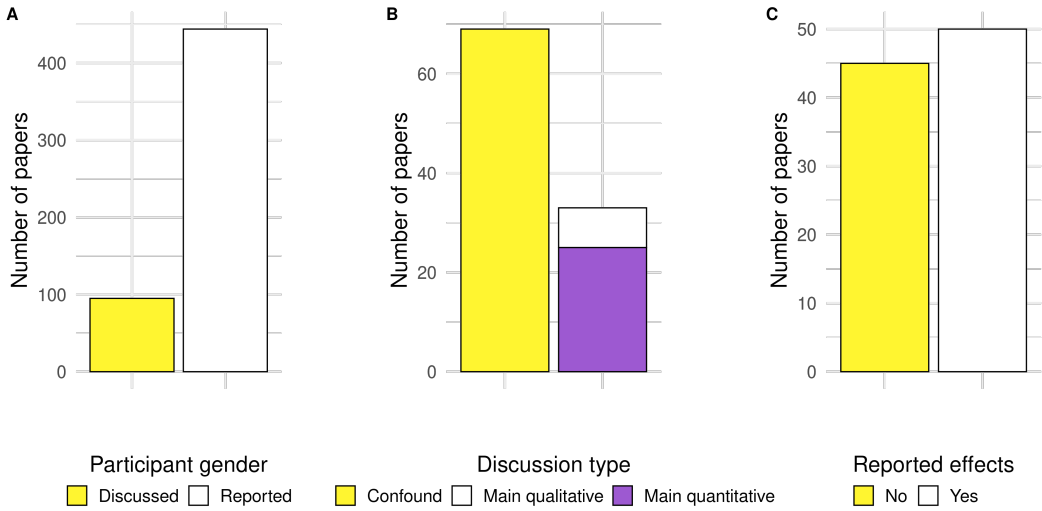 A
Number of papers
400
300
200
100
0
Participant gender
Discussed
Reported
B
Number of papers
60
40
20
0
Discussion type
Confound
Main qualitative
Main quantitative
C
Number of papers
50
40
30
20
10
0
Reported effects
No
Yes